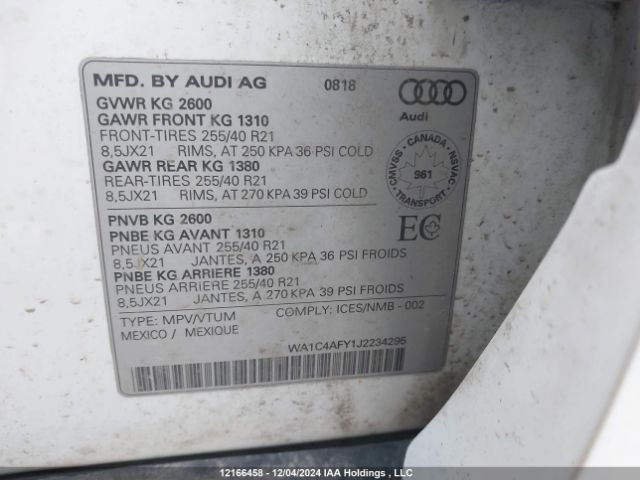 MFD. BY AUDI AG 0818
Audi
GVWR KG 2600
GAWR FRONT KG 1310
FRONT-TIRES 255/40 R21
8,5JX21 RIMS, AT 250 KPA 36 PSI COLD
GAWR REAR KG 1380
REAR-TIRES 255/40 R21
8,5JX21 RIMS, AT 270 KPA 39 PSI COLD
CANADA
CMVSS
NSVAC
961
TRANSPORT
PNVB KG 2600
PNBE KG AVANT 1310
PNEUS AVANT 255/40 R21
8,5JX21 JANTES, A 250 KPA 36 PSI FROIDS
PNBE KG ARRIERE 1380
PNEUS ARRIERE 255/40 R21
8,5JX21 JANTES, A 270 KPA 39 PSI FROIDS
EC
TYPE: MPV/VTUM COMPLY: ICES/NMB - 002
MEXICO / MEXIQUE
WA1C4AFY1J2234295
12166458 - 12/04/2024 IAA Holdings , LLC